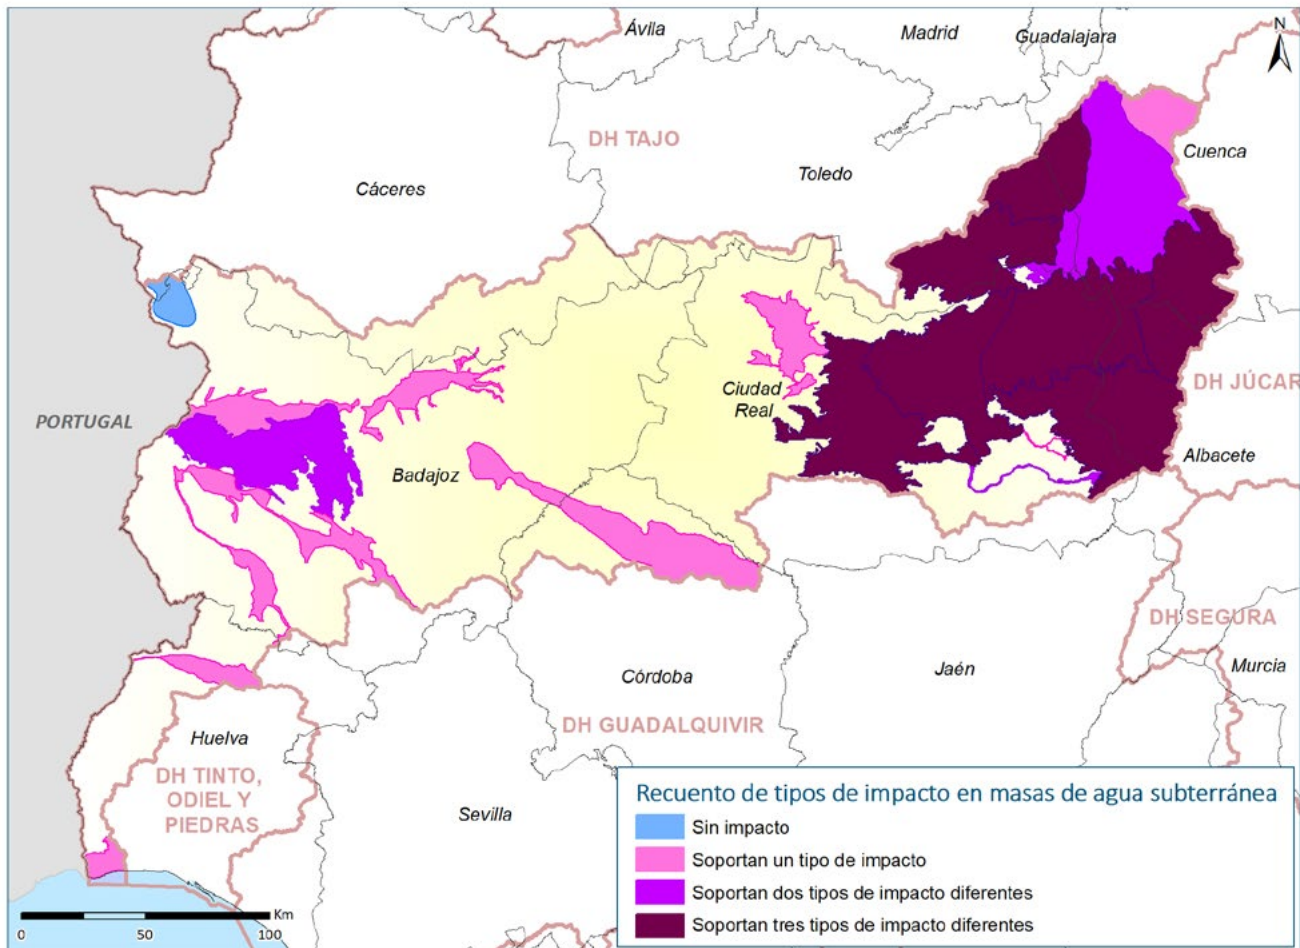 Ávila
Madrid
Guadalajara
N
DH TAJO
Cuenca
Toledo
Cáceres
Ciudad
Real
DH JÚCAR
PORTUGAL
Badajoz
Albacete
DH SEGURA
Córdoba
Jaén
Murcia
DH GUADALQUIVIR
Huelva
DH TINTO,
ODIEL Y
PIEDRAS
Sevilla
Recuento de tipos de impacto en masas de agua subterránea
Sin impacto
Soportan un tipo de impacto
Soportan dos tipos de impacto diferentes
Soportan tres tipos de impacto diferentes
Km
0 50 100